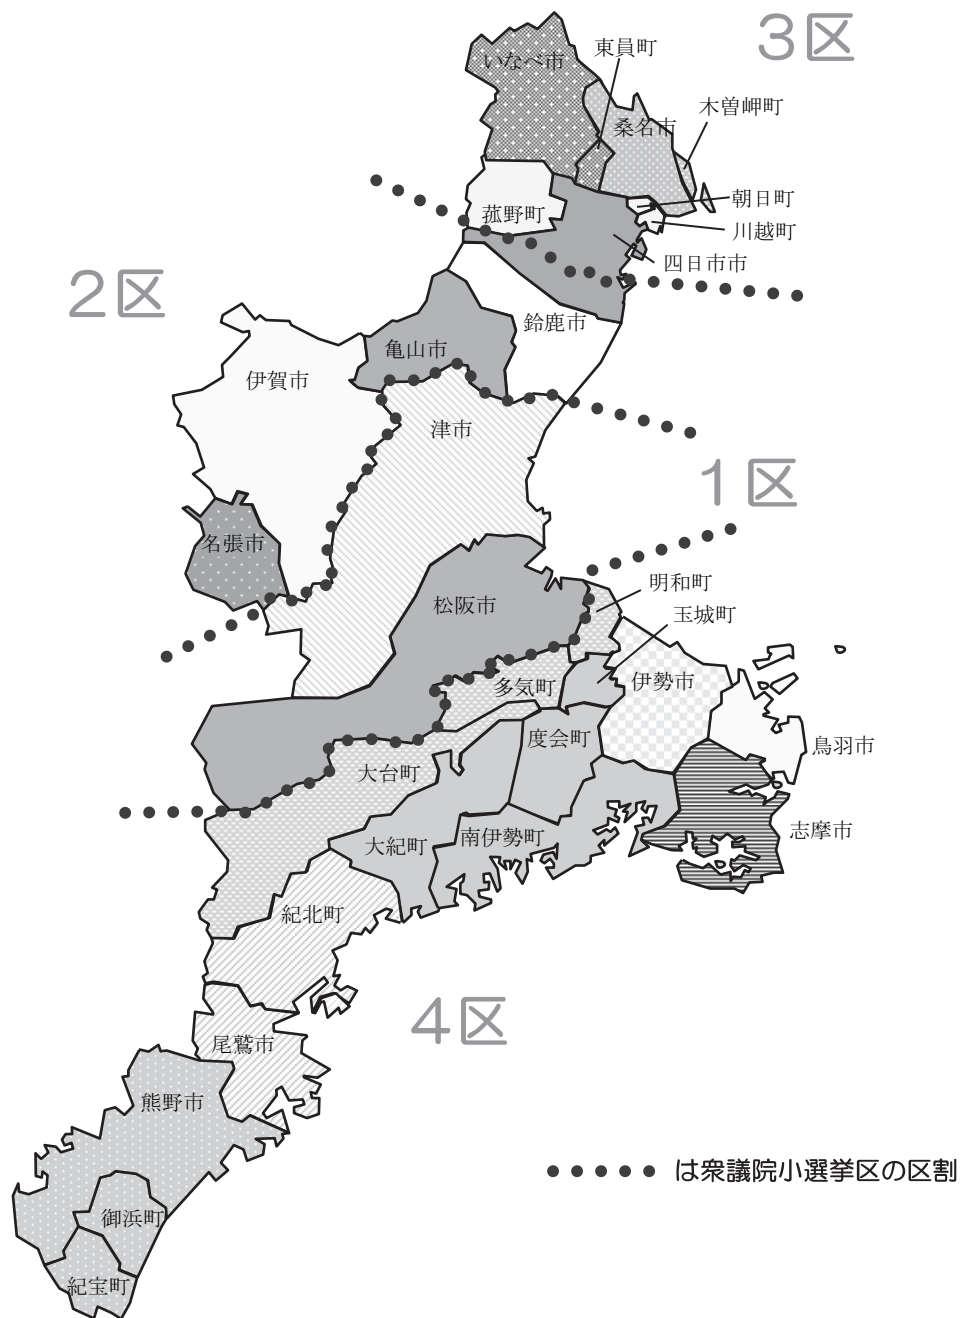 3区
いなべ市
東員町
桑名市
木曽岬町
朝日町
川越町
菰野町
四日市市
2区
鈴鹿市
亀山市
伊賀市
津市
1区
名張市
松阪市
明和町
玉城町
多気町
伊勢市
度会町
鳥羽市
大台町
志摩市
大紀町
南伊勢町
紀北町
4区
尾鷲市
熊野市
は衆議院小選挙区の区割
御浜町
紀宝町